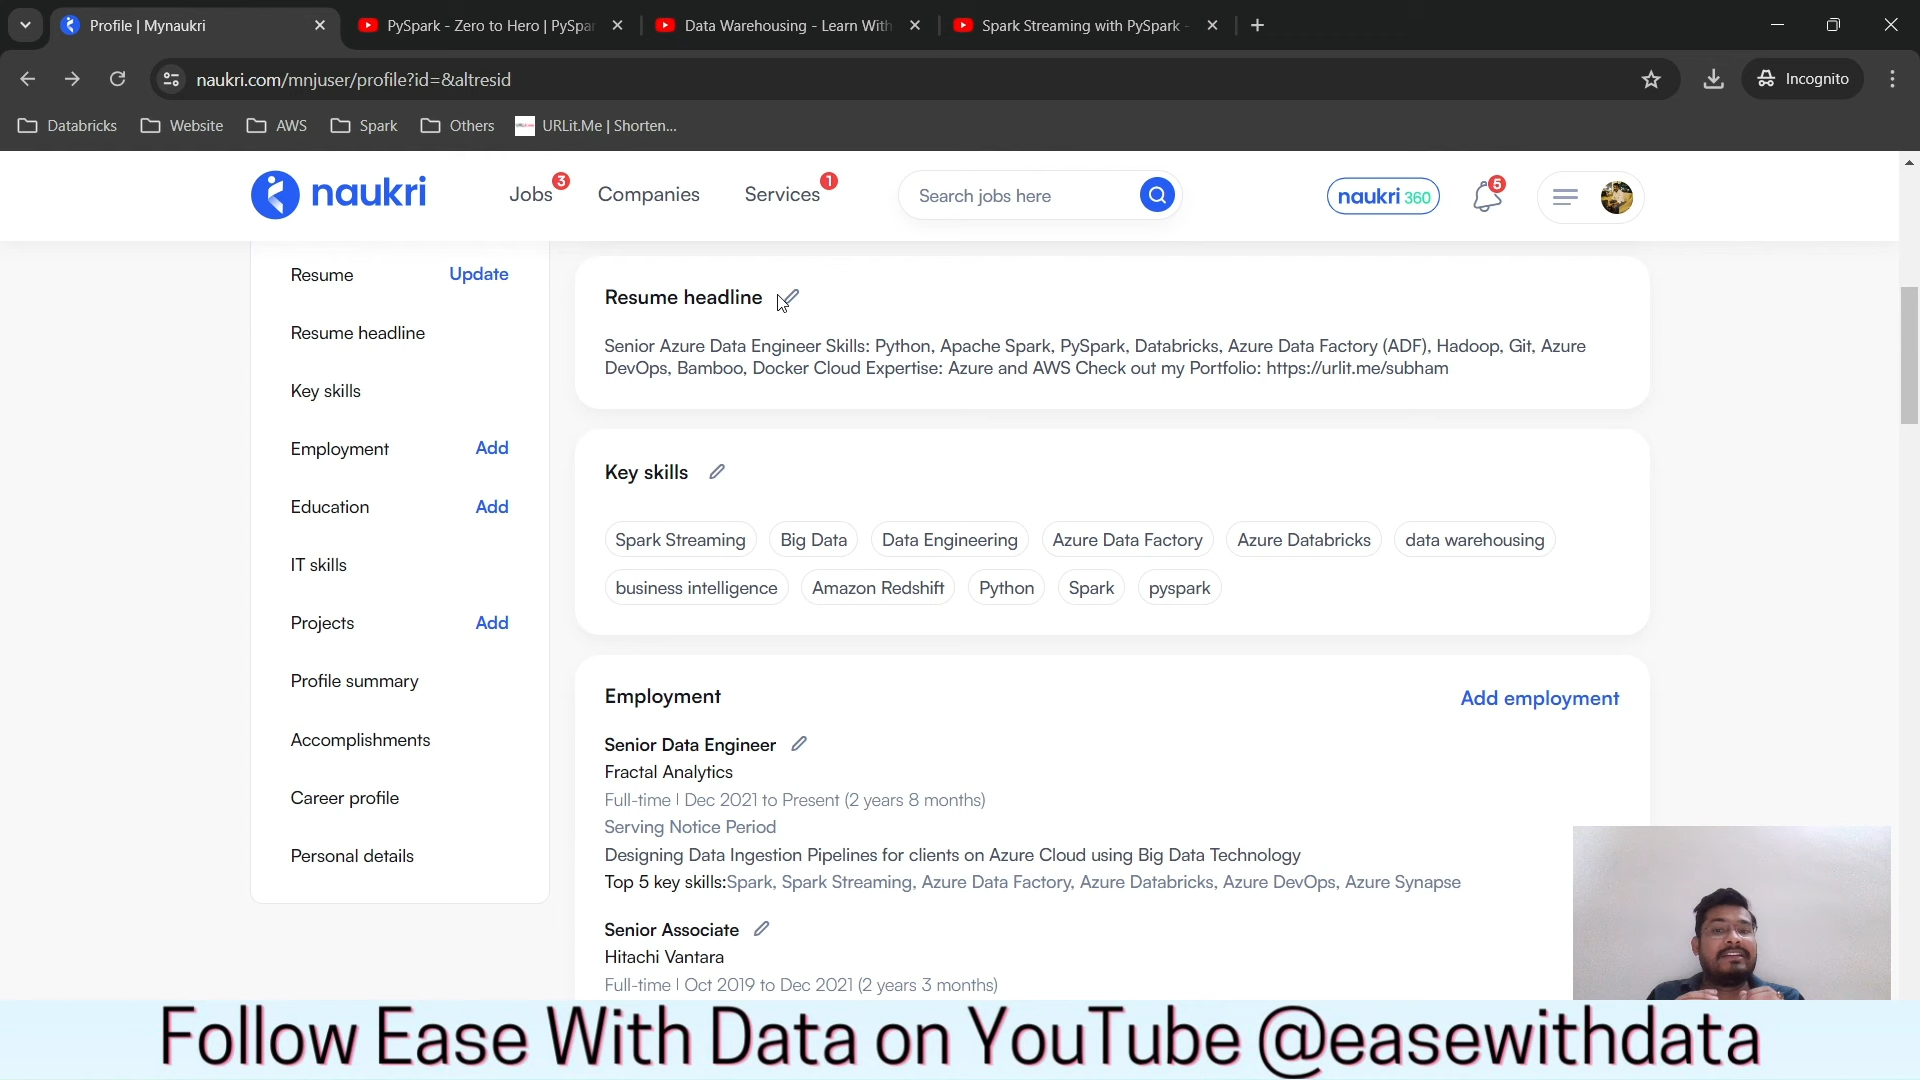 Profile | Mynaukri
PySpark - Zero to Hero | PySpar
Data Warehousing - Learn With
Spark Streaming with PySpark -
naukri.com/mnjuser/profile?id=&altresid
Incognito
Databricks
Website
AWS
Spark
Others
URLit.Me | Shorten...
naukri
Jobs 3
Companies
Services 1
Search jobs here
naukri 360
5
Resume
Update
Resume headline
Key skills
Employment
Add
Education
Add
IT skills
Projects
Add
Profile summary
Accomplishments
Career profile
Personal details
Resume headline
Senior Azure Data Engineer Skills: Python, Apache Spark, PySpark, Databricks, Azure Data Factory (ADF), Hadoop, Git, Azure
DevOps, Bamboo, Docker Cloud Expertise: Azure and AWS Check out my Portfolio: https://urlit.me/subham
Key skills
Spark Streaming
Big Data
Data Engineering
Azure Data Factory
Azure Databricks
data warehousing
business intelligence
Amazon Redshift
Python
Spark
pyspark
Employment
Add employment
Senior Data Engineer
Fractal Analytics
Full-time | Dec 2021 to Present (2 years 8 months)
Serving Notice Period
Designing Data Ingestion Pipelines for clients on Azure Cloud using Big Data Technology
Top 5 key skills:Spark, Spark Streaming, Azure Data Factory, Azure Databricks, Azure DevOps, Azure Synapse
Senior Associate
Hitachi Vantara
Full-time | Oct 2019 to Dec 2021 (2 years 3 months)
Follow Ease With Data on YouTube @easewithdata